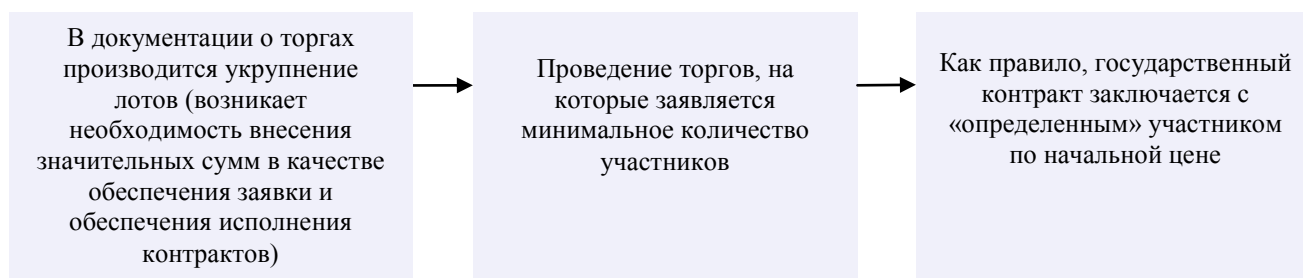 В документации о торгах
производится укрупнение
лотов (возникает
необходимость внесения
значительных сумм в качестве
обеспечения заявки и
обеспечения исполнения
контрактов)
Проведение торгов, на
которые заявляется
минимальное количество
участников
Как правило, государственный
контракт заключается с
«определенным» участником
по начальной цене